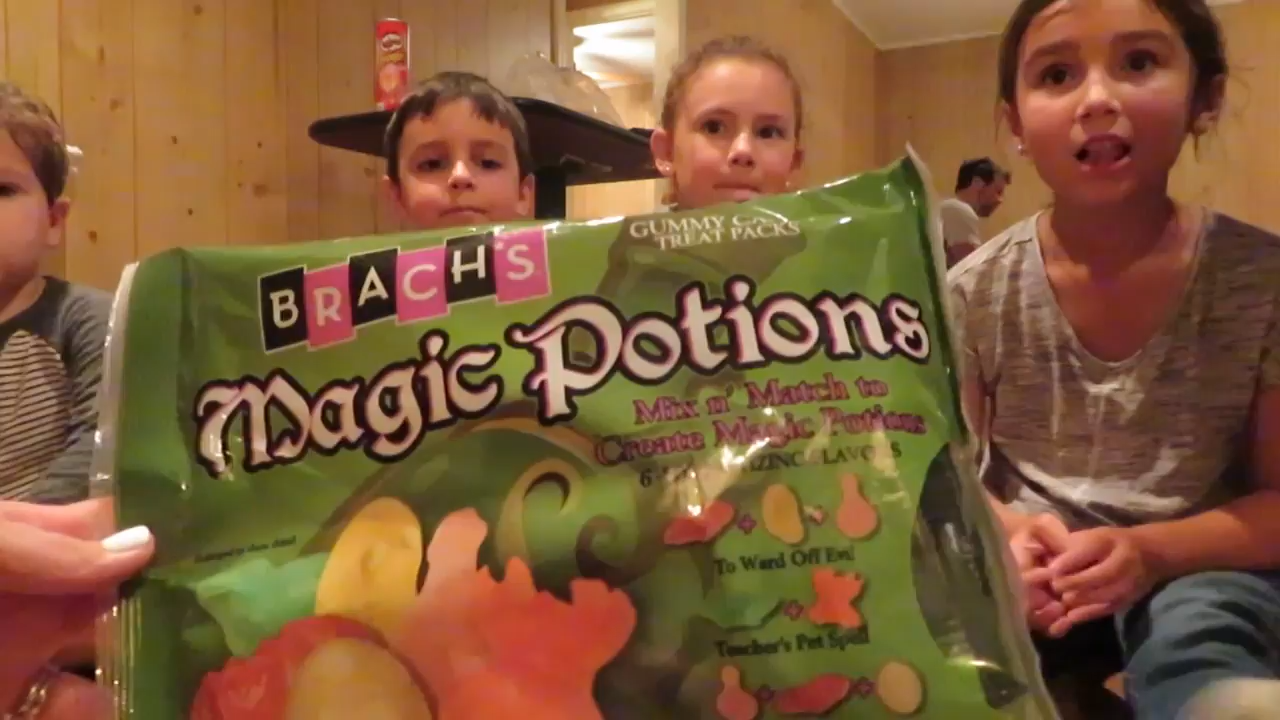 BRACH'S
GUMMY
TREAT PACKS
Magic Potions
Mix n' Match to
Create Magic Potions
6
To Ward Off Evil
Teacher's Pet Spell